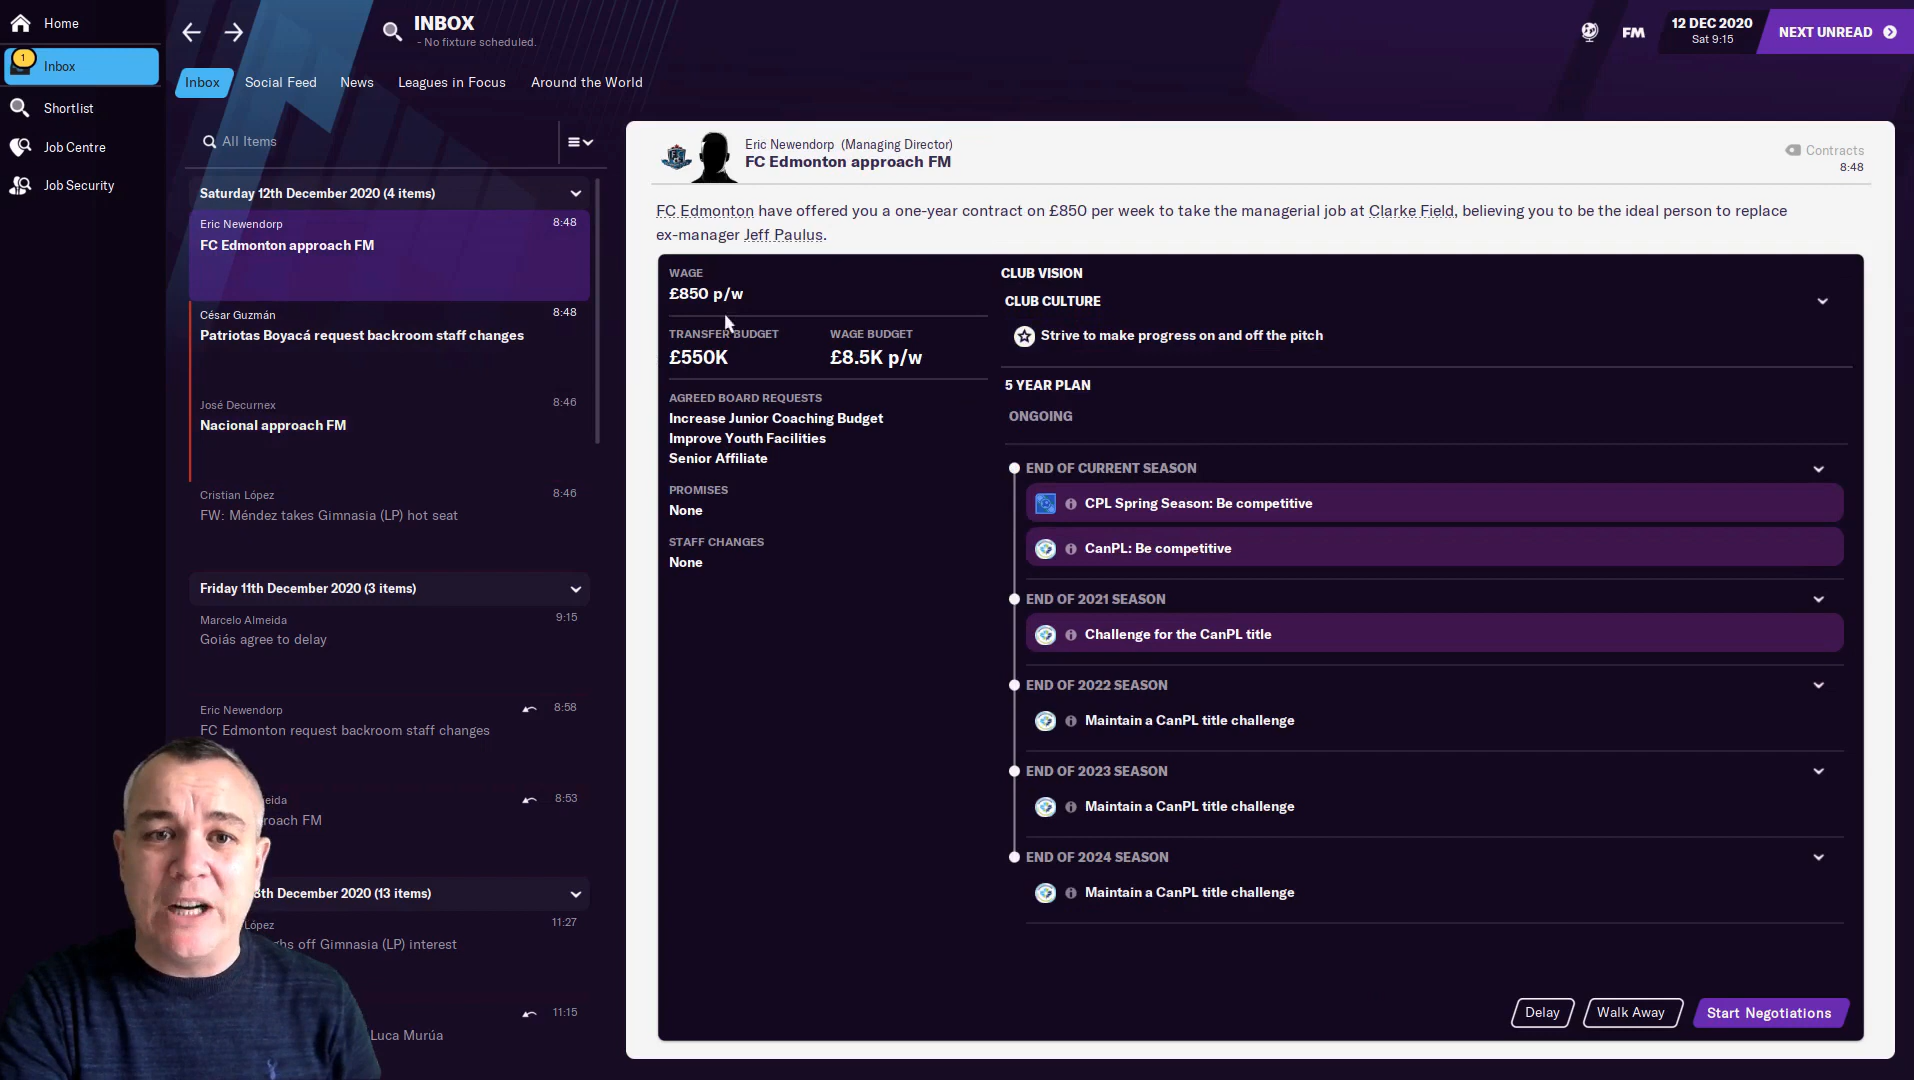 Home
1
Inbox
Shortlist
Job Centre
Job Security
INBOX
- No fixture scheduled.
FM
12 DEC 2020
Sat 9:15
NEXT UNREAD
Inbox
Social Feed
News
Leagues in Focus
Around the World
All Items
Saturday 12th December 2020 (4 items)
Eric Newendorp
8:48
FC Edmonton approach FM
César Guzmán
8:48
Patriotas Boyacá request backroom staff changes
José Decurnex
8:46
Nacional approach FM
Cristian López
8:46
FW: Méndez takes Gimnasia (LP) hot seat
Friday 11th December 2020 (3 items)
Marcelo Almeida
9:15
Goiás agree to delay
Eric Newendorp
8:58
FC Edmonton request backroom staff changes
8:53
FM
December 2020 (13 items)
López
11:27
off Gimnasia (LP) interest
11:15
Luca Murúa
Eric Newendorp (Managing Director)
FC Edmonton approach FM
Contracts
8:48
FC Edmonton have offered you a one-year contract on £850 per week to take the managerial job at Clarke Field, believing you to be the ideal person to replace
ex-manager Jeff Paulus.
WAGE
£850 p/w
TRANSFER BUDGET
£550K
WAGE BUDGET
£8.5K p/w
AGREED BOARD REQUESTS
Increase Junior Coaching Budget
Improve Youth Facilities
Senior Affiliate
PROMISES
None
STAFF CHANGES
None
CLUB VISION
CLUB CULTURE
Strive to make progress on and off the pitch
5 YEAR PLAN
ONGOING
END OF CURRENT SEASON
CPL Spring Season: Be competitive
CanPL: Be competitive
END OF 2021 SEASON
Challenge for the CanPL title
END OF 2022 SEASON
Maintain a CanPL title challenge
END OF 2023 SEASON
Maintain a CanPL title challenge
END OF 2024 SEASON
Maintain a CanPL title challenge
Delay
Walk Away
Start Negotiations